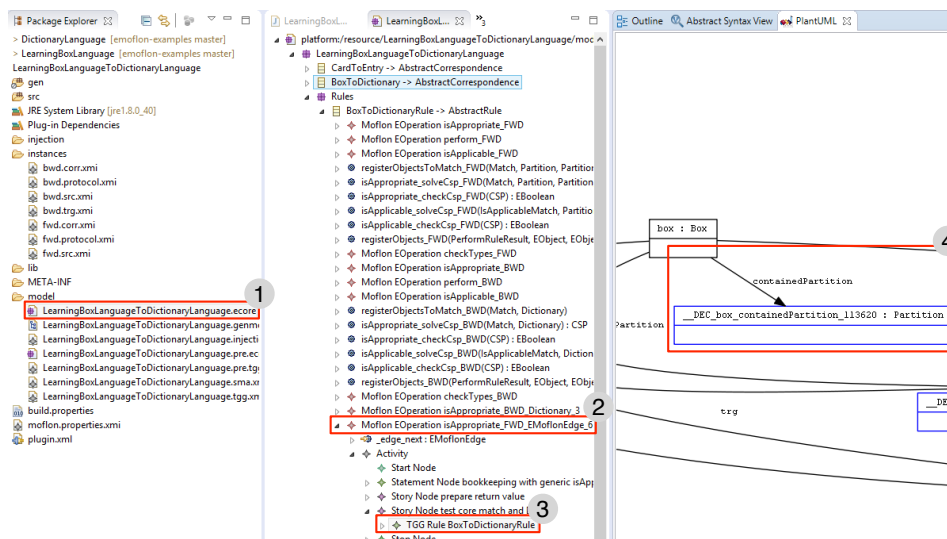 Package Explorer
LearningBoxL...
LearningBoxL...
»3
Outline
Abstract Syntax View
PlantUML
> DictionaryLanguage [emoflon-examples master]
> LearningBoxLanguage [emoflon-examples master]
LearningBoxLanguageToDictionaryLanguage
gen
src
JRE System Library [jre1.8.0_40]
Plug-in Dependencies
injection
instances
bwd.corr.xmi
bwd.protocol.xmi
bwd.src.xmi
bwd.trg.xmi
fwd.corr.xmi
fwd.protocol.xmi
fwd.src.xmi
lib
META-INF
model
1
LearningBoxLanguageToDictionaryLanguage.ecore
LearningBoxLanguageToDictionaryLanguage.genm
LearningBoxLanguageToDictionaryLanguage.injecti
LearningBoxLanguageToDictionaryLanguage.pre.ec
LearningBoxLanguageToDictionaryLanguage.pre.tg
LearningBoxLanguageToDictionaryLanguage.sma.x
LearningBoxLanguageToDictionaryLanguage.tgg.xm
build.properties
moflon.properties.xmi
plugin.xml
platform:/resource/LearningBoxLanguageToDictionaryLanguage/moc
LearningBoxLanguageToDictionaryLanguage
CardToEntry -> AbstractCorrespondence
BoxToDictionary -> AbstractCorrespondence
Rules
BoxToDictionaryRule -> AbstractRule
Moflon EOperation isAppropriate_FWD
Moflon EOperation perform_FWD
Moflon EOperation isApplicable_FWD
registerObjectsToMatch_FWD(Match, Partition, Partition
isAppropriate_solveCsp_FWD(Match, Partition, Partition
isAppropriate_checkCsp_FWD(CSP) : EBoolean
isApplicable_solveCsp_FWD(IsApplicableMatch, Partitio
isApplicable_checkCsp_FWD(CSP) : EBoolean
registerObjects_FWD(PerformRuleResult, EObject, EObje
Moflon EOperation checkTypes_FWD
Moflon EOperation isAppropriate_BWD
Moflon EOperation perform_BWD
Moflon EOperation isApplicable_BWD
registerObjectsToMatch_BWD(Match, Dictionary)
isAppropriate_solveCsp_BWD(Match, Dictionary) : CSP
isAppropriate_checkCsp_BWD(CSP) : EBoolean
isApplicable_solveCsp_BWD(IsApplicableMatch, Diction
isApplicable_checkCsp_BWD(CSP) : EBoolean
registerObjects_BWD(PerformRuleResult, EObject, EObje
Moflon EOperation checkTypes_BWD
Moflon EOperation isAppropriate_BWD_Dictionary_3
2
Moflon EOperation isAppropriate_FWD_EMoflonEdge_6
_edge_next : EMoflonEdge
Activity
Start Node
Statement Node bookkeeping with generic isApp
Story Node prepare return value
Story Node test core match and
3
TGG Rule BoxToDictionaryRule
Stop Node
box : Box
4
containedPartition
__DEC_box_containedPartition_113620 : Partition
Partition
trg
__DE